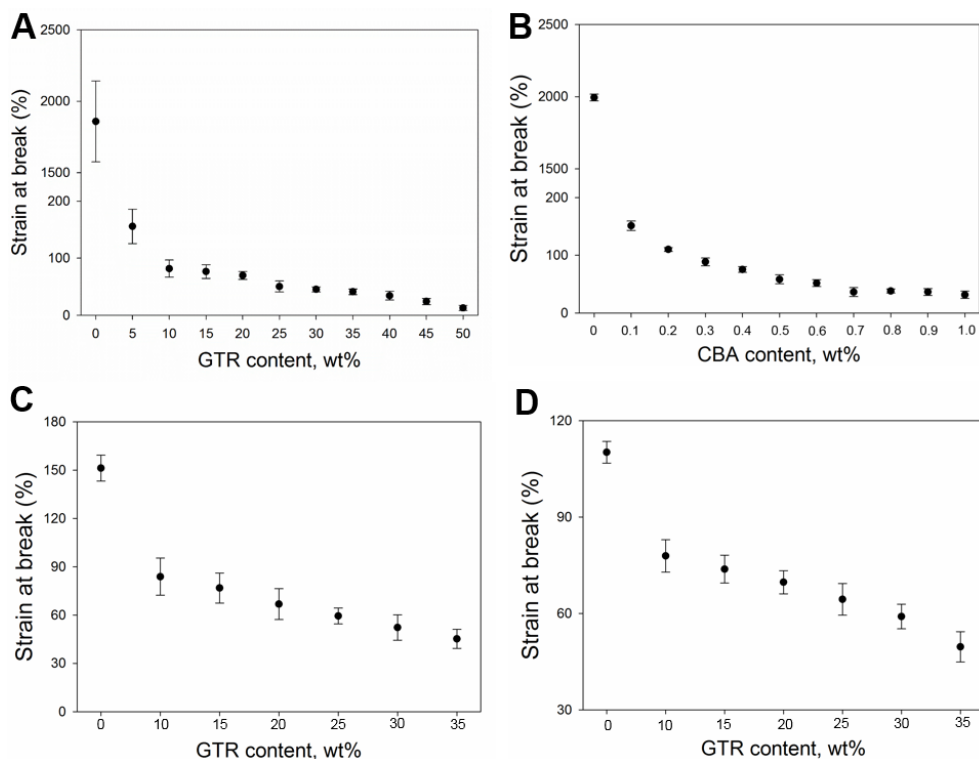 A
Strain at break (%)
2500
2000
1500
200
100
0
0 5 10 15 20 25 30 35 40 45 50
GTR content, wt%
B
Strain at break (%)
2500
2000
1500
200
100
0
0 0.1 0.2 0.3 0.4 0.5 0.6 0.7 0.8 0.9 1.0
CBA content, wt%
C
Strain at break (%)
180
150
120
90
60
30
0
0 10 15 20 25 30 35
GTR content, wt%
D
Strain at break (%)
120
90
60
30
0 10 15 20 25 30 35
GTR content, wt%